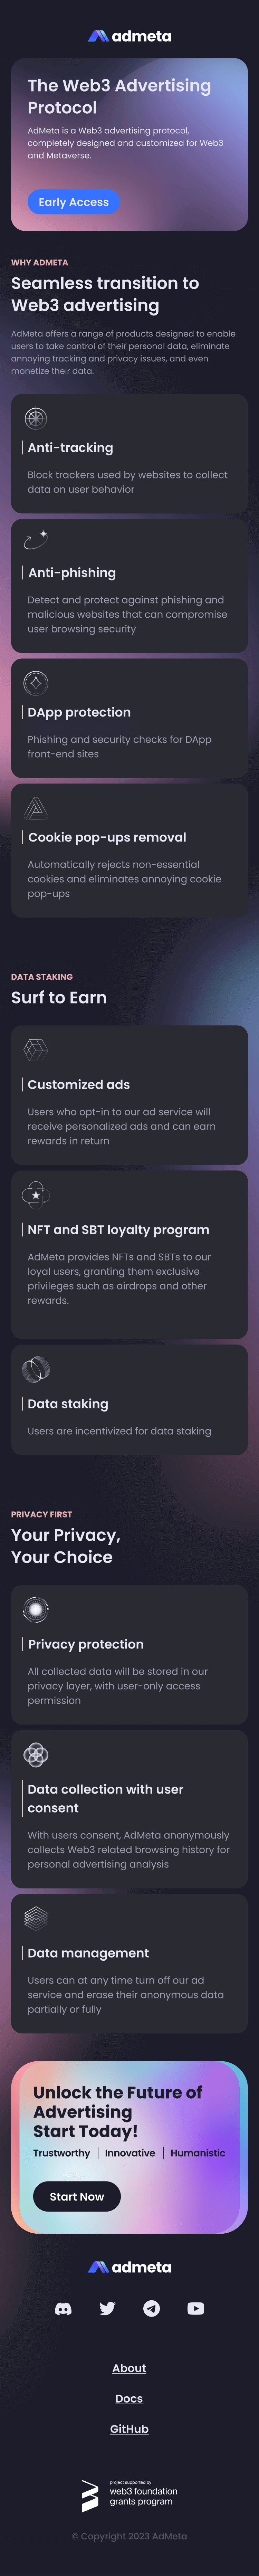 admeta
The Web3 Advertising
Protocol
AdMeta is a Web3 advertising protocol,
completely designed and customized for Web3
and Metaverse.
Early Access
WHY ADMETA
Seamless transition to
Web3 advertising
AdMeta offers a range of products designed to enable
users to take control of their personal data, eliminate
annoying tracking and privacy issues, and even
monetize their data.
Anti-tracking
Block trackers used by websites to collect
data on user behavior
Anti-phishing
Detect and protect against phishing and
malicious websites that can compromise
user browsing security
DApp protection
Phishing and security checks for DApp
front-end sites
Cookie pop-ups removal
Automatically rejects non-essential
cookies and eliminates annoying cookie
pop-ups
DATA STAKING
Surf to Earn
Customized ads
Users who opt-in to our ad service will
receive personalized ads and can earn
rewards in return
NFT and SBT loyalty program
AdMeta provides NFTs and SBTs to our
loyal users, granting them exclusive
privileges such as airdrops and other
rewards.
Data staking
Users are incentivized for data staking
PRIVACY FIRST
Your Privacy,
Your Choice
Privacy protection
All collected data will be stored in our
privacy layer, with user-only access
permission
Data collection with user
consent
With users consent, AdMeta anonymously
collects Web3 related browsing history for
personal advertising analysis
Data management
Users can at any time turn off our ad
service and erase their anonymous data
partially or fully
Unlock the Future of
Advertising
Start Today!
Trustworthy | Innovative | Humanistic
Start Now
admeta
About
Docs
GitHub
project supported by
web3 foundation
grants program
© Copyright 2023 AdMeta